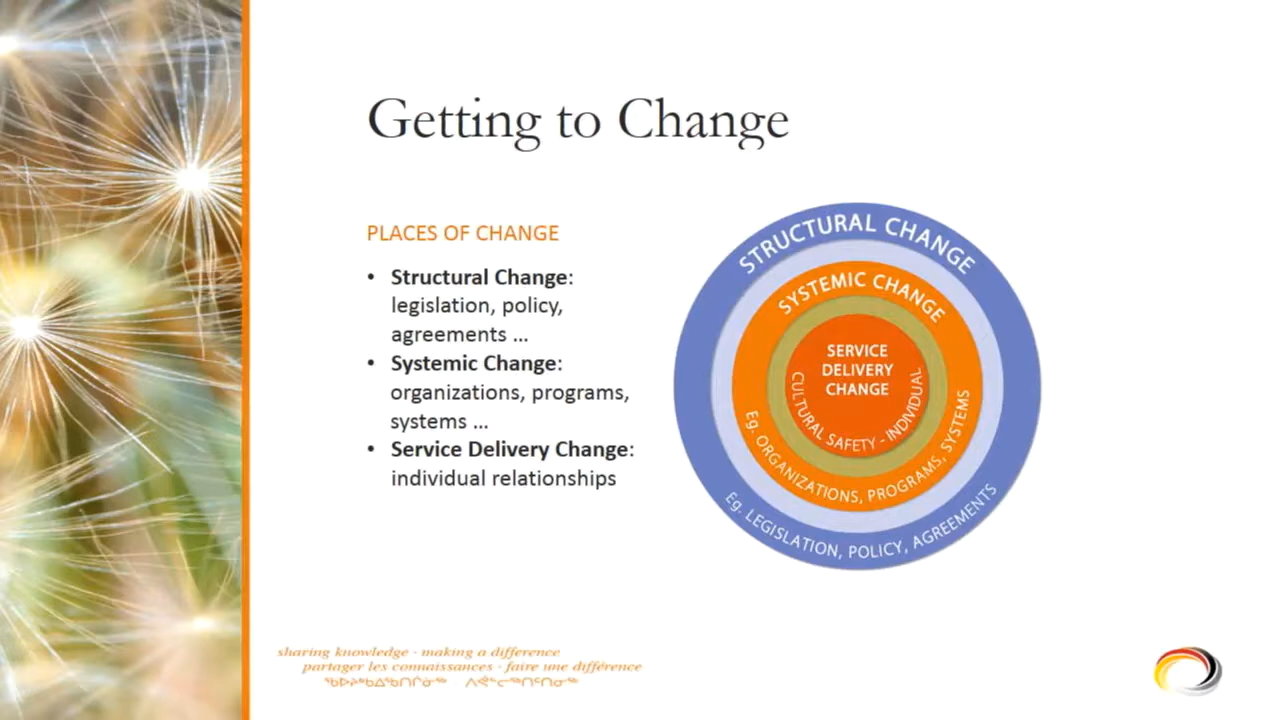 Getting to Change
PLACES OF CHANGE
• Structural Change:
legislation, policy,
agreements ...
• Systemic Change:
organizations, programs,
systems ...
• Service Delivery Change:
individual relationships
STRUCTURAL CHANGE
SYSTEMIC CHANGE
SERVICE
DELIVERY
CHANGE
CULTURAL SAFETY - INDIVIDUAL
Eg. ORGANIZATIONS, PROGRAMS, SYSTEMS
Eg. LEGISLATION, POLICY, AGREEMENTS
sharing knowledge · making a difference
partager les connaissances · faire une différence